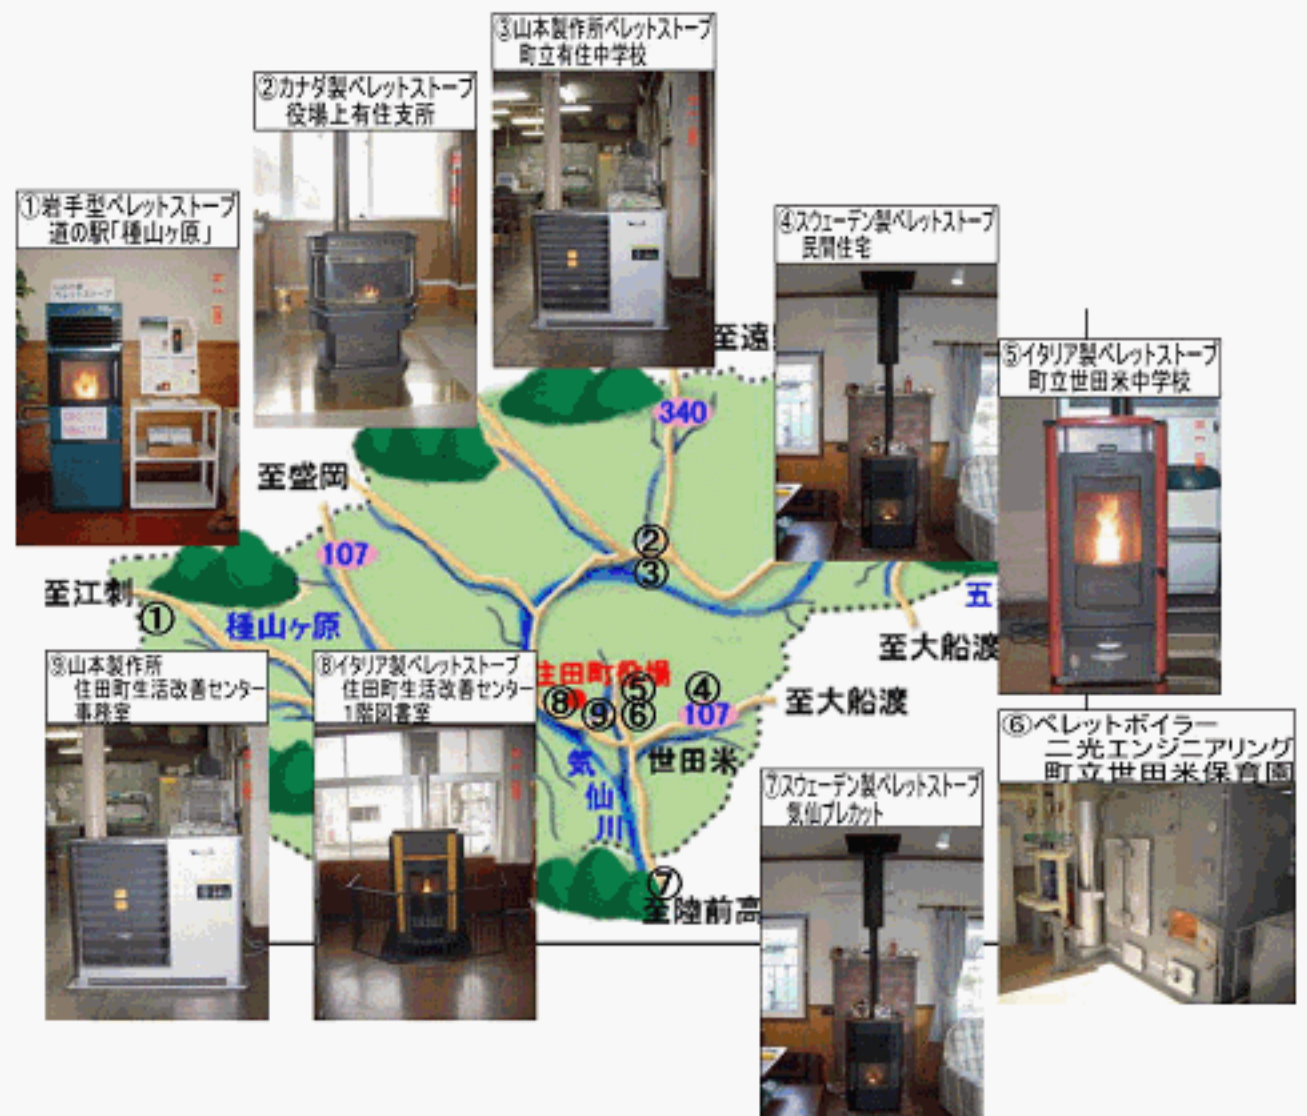 ③山本製作所ペレットストーブ
町立有住中学校
②カナダ製ペレットストーブ
役場上有住支所
①岩手型ペレットストーブ
道の駅「種山ヶ原」
④スウェーデン製ペレットストーブ
民間住宅
⑤イタリア製ペレットストーブ
町立世田米中学校
至遠
340
至盛岡
107
②
③
至江刺
①
種山ヶ原
五
至大船渡
⑨山本製作所
住田町生活改善センター
事務室
⑧イタリア製ペレットストーブ
住田町生活改善センター
1階図書室
住田町役場
⑤
④
⑧
⑨
⑥
107
至大船渡
世田米
気
仙
川
⑥ペレットボイラー
二光エンジニアリング
町立世田米保育園
⑦スウェーデン製ペレットストーブ
気仙プレカット
⑦
至陸前高